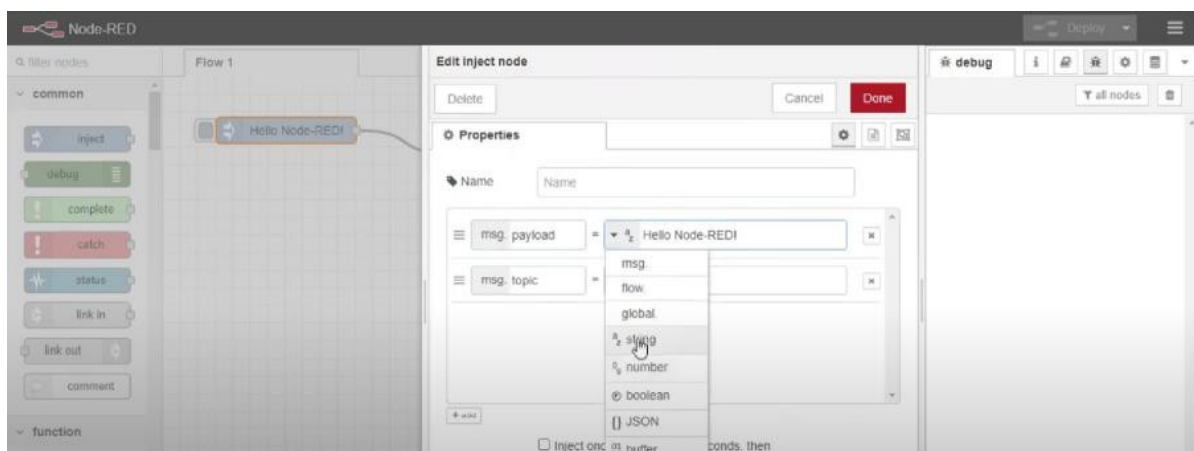 Node-RED
Deploy
filter nodes
Flow 1
Edit inject node
debug
i
common
Delete
Cancel
Done
all nodes
inject
Hello Node-RED!
Properties
debug
Name
Name
complete
msg. payload
=
Hello Node-RED!
catch
msg.
status
msg. topic
=
flow.
link in
global.
string
link out
number
comment
boolean
add
{} JSON
function
Inject onc
buffer
conds, then